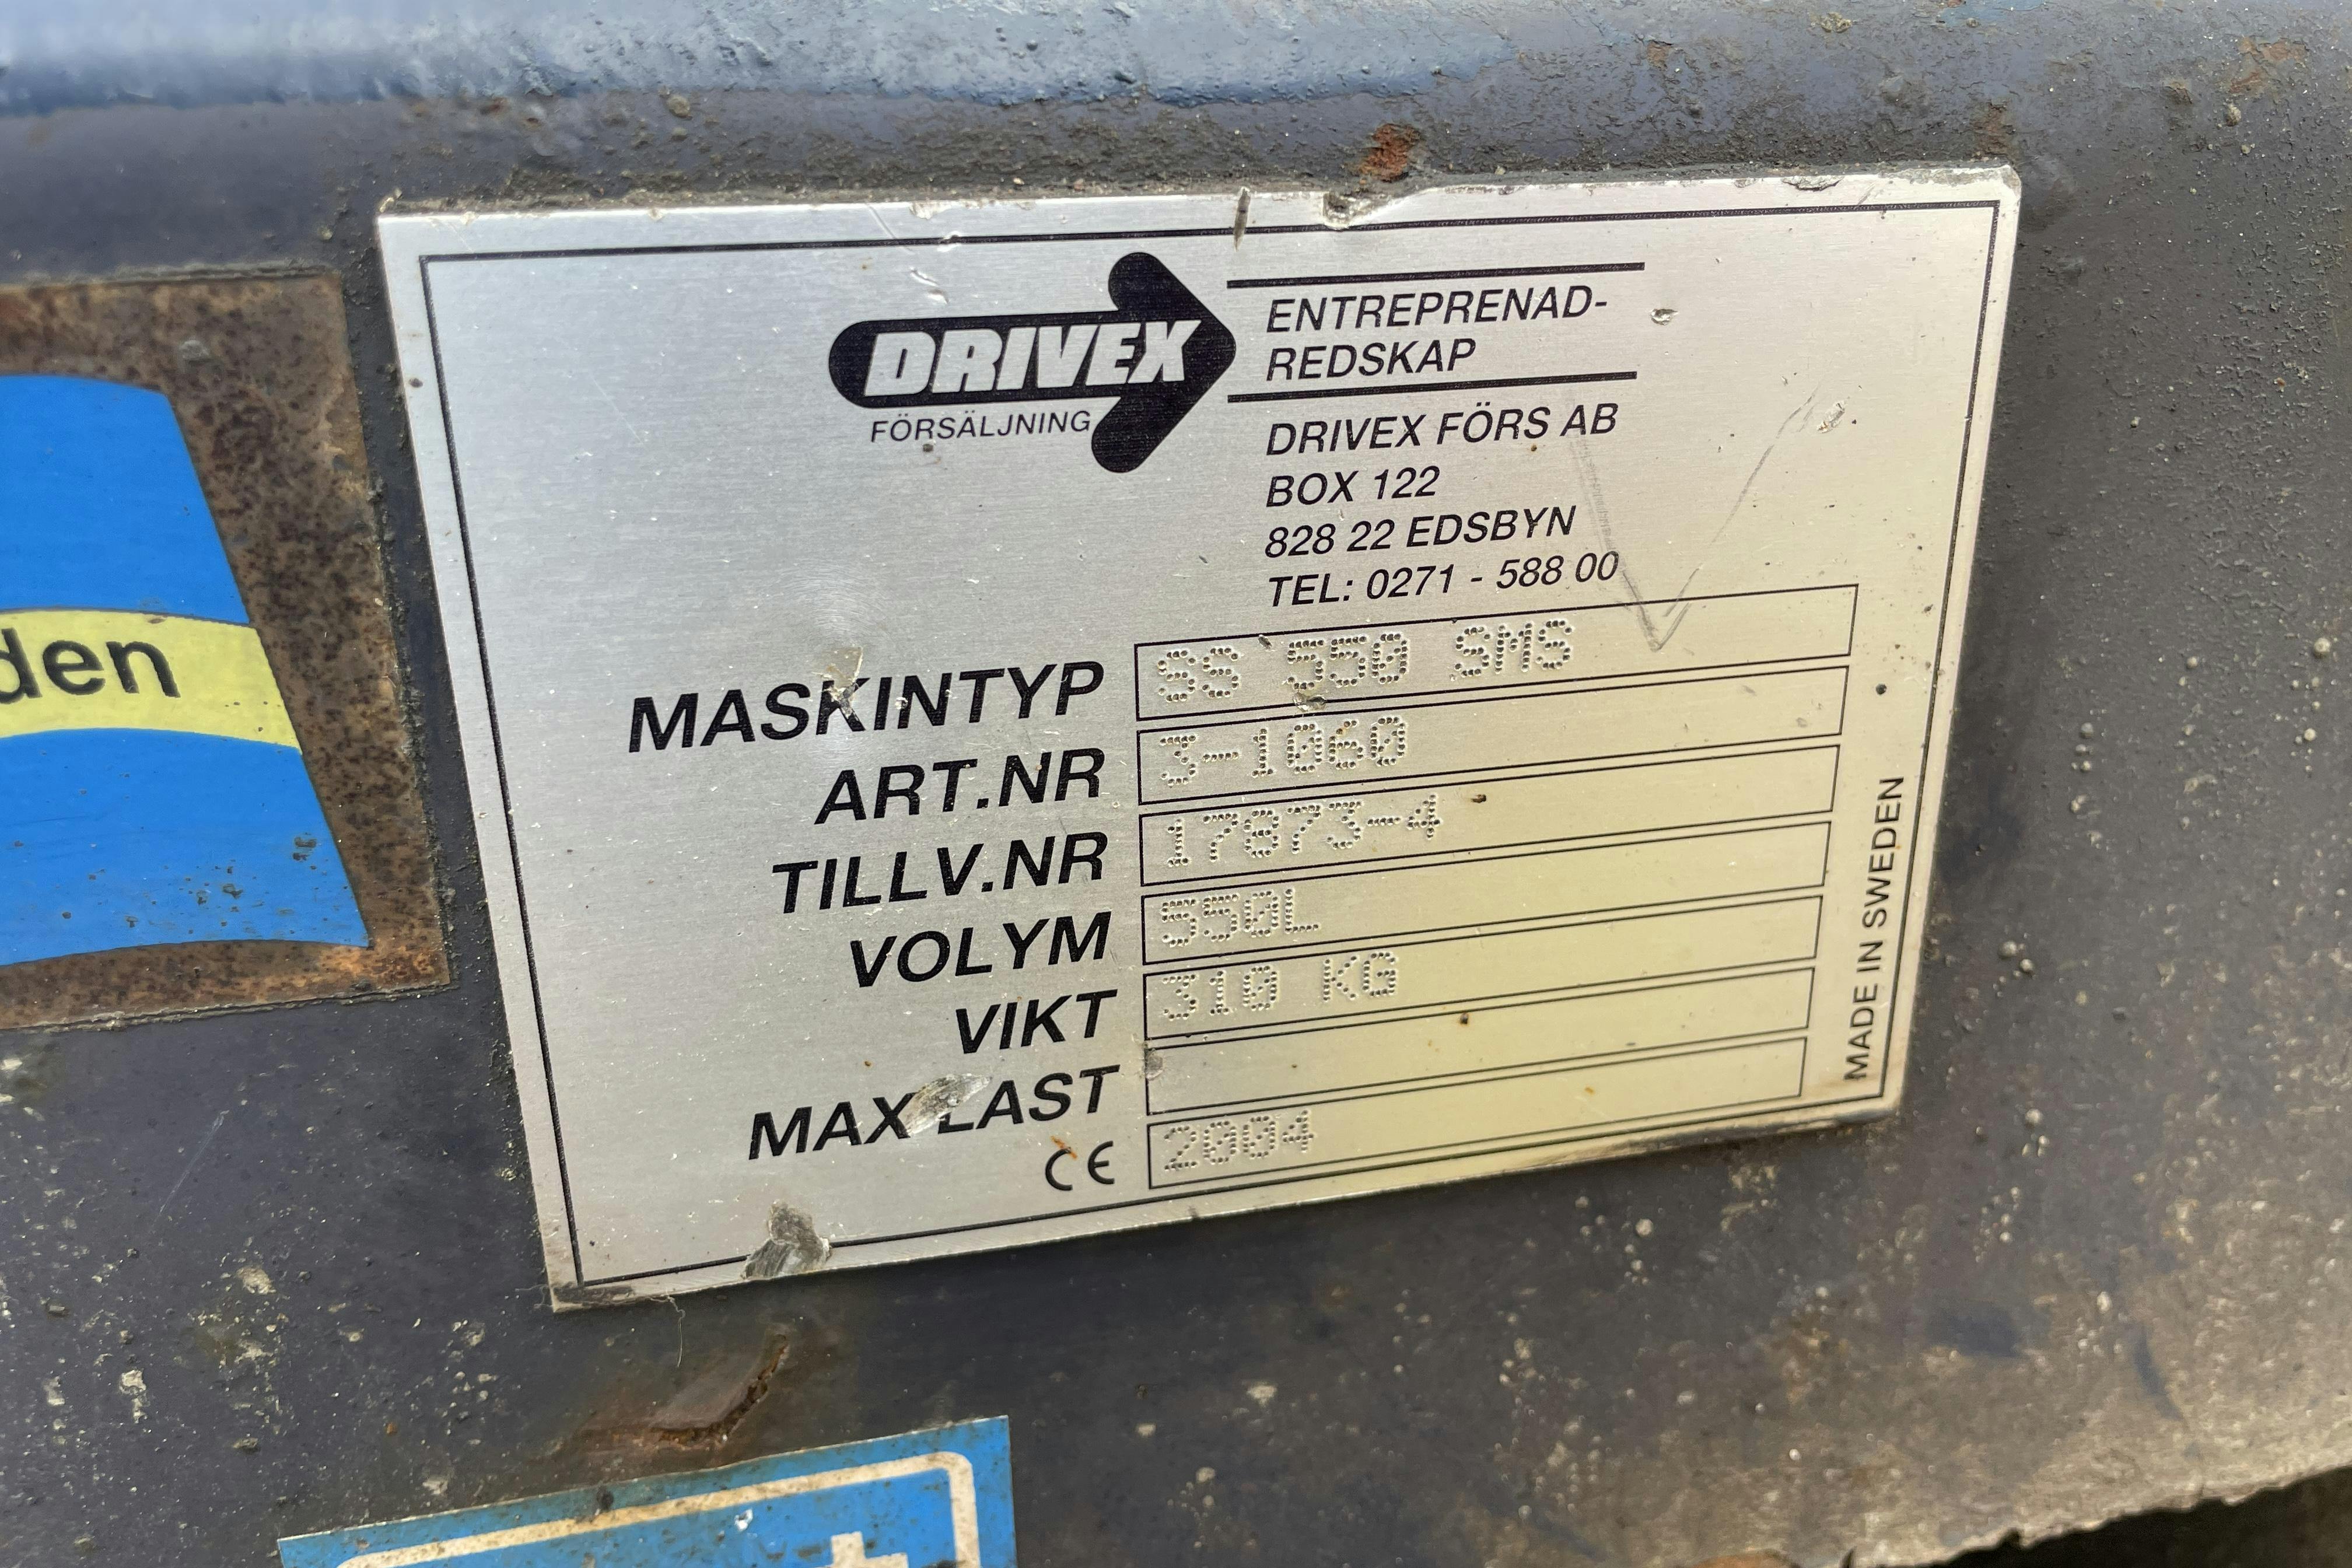 den
DRIVEX
FÖRSÄLJNING
ENTREPRENAD-
REDSKAP
DRIVEX FÖRS AB
BOX 122
828 22 EDSBYN
TEL: 0271 - 588 00
MASKINTYP SS 550 SMS
ART.NR 3-1060
TILLV.NR 17873-4
VOLYM 550L
VIKT 310 KG
MAX LAST
CE 2004
MADE IN SWEDEN